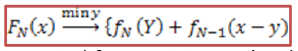 F_N(x) \xrightarrow{\min y} \{f_N(Y) + f_{N-1}(x - y)